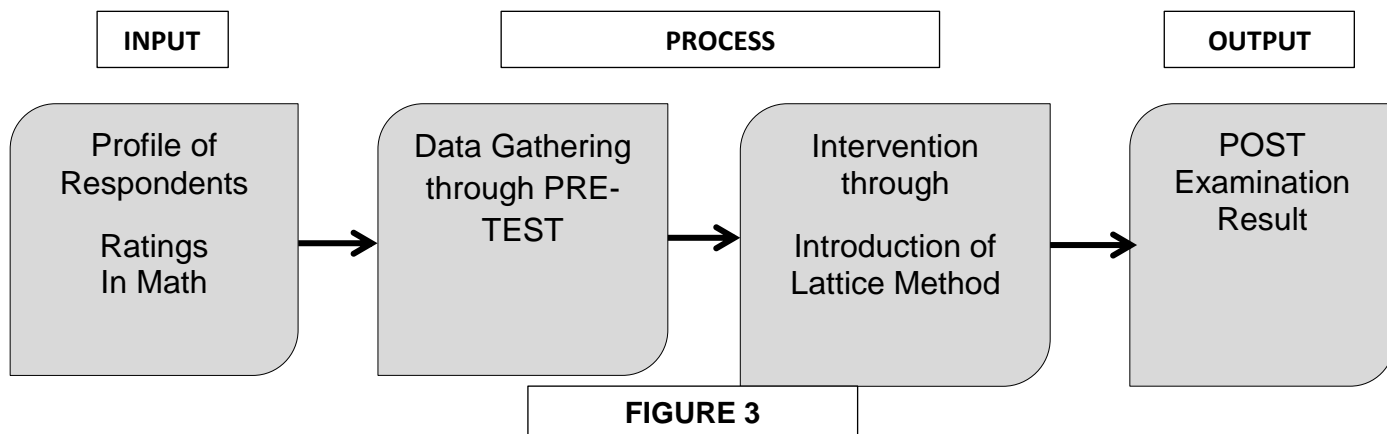 INPUT
PROCESS
OUTPUT
Profile of
Respondents
Ratings
In Math
Data Gathering
through PRE-
TEST
Intervention
through
Introduction of
Lattice Method
POST
Examination
Result
FIGURE 3